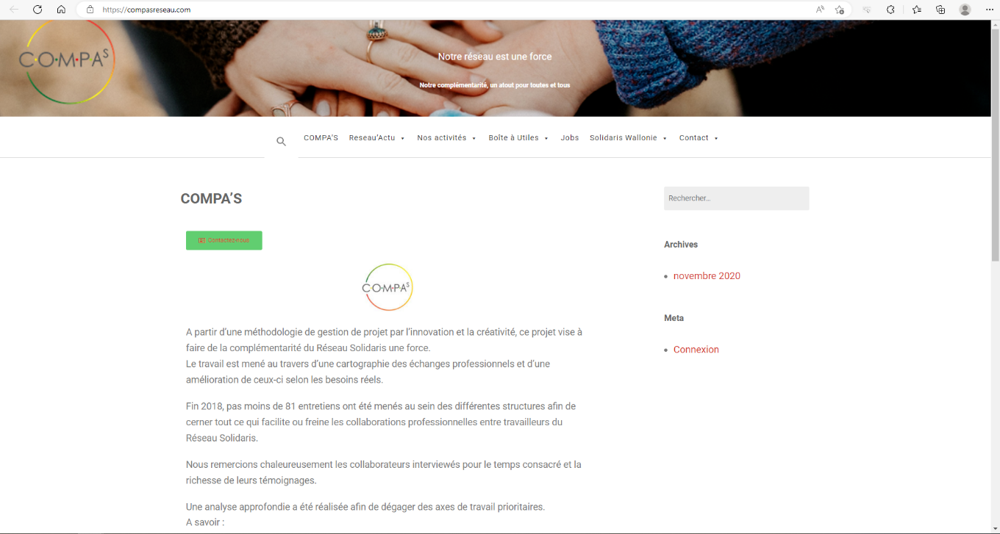 https://compasreseau.com
C·O·M·PAS
Notre réseau est une force
Notre complémentarité, un atout pour toutes et tous
COMPA'S Reseau'Actu Nos activités Boîte à Utiles Jobs Solidaris Wallonie Contact
COMPA'S
Rechercher...
Contactez-nous
C·O·M·PAS
A partir d'une méthodologie de gestion de projet par l'innovation et la créativité, ce projet vise à
faire de la complémentarité du Réseau Solidaris une force.
Le travail est mené au travers d'une cartographie des échanges professionnels et d'une
amélioration de ceux-ci selon les besoins réels.
Fin 2018, pas moins de 81 entretiens ont été menés au sein des différentes structures afin de
cerner tout ce qui facilite ou freine les collaborations professionnelles entre travailleurs du
Réseau Solidaris.
Nous remercions chaleureusement les collaborateurs interviewés pour le temps consacré et la
richesse de leurs témoignages.
Une analyse approfondie a été réalisée afin de dégager des axes de travail prioritaires.
A savoir :
Archives
novembre 2020
Meta
Connexion